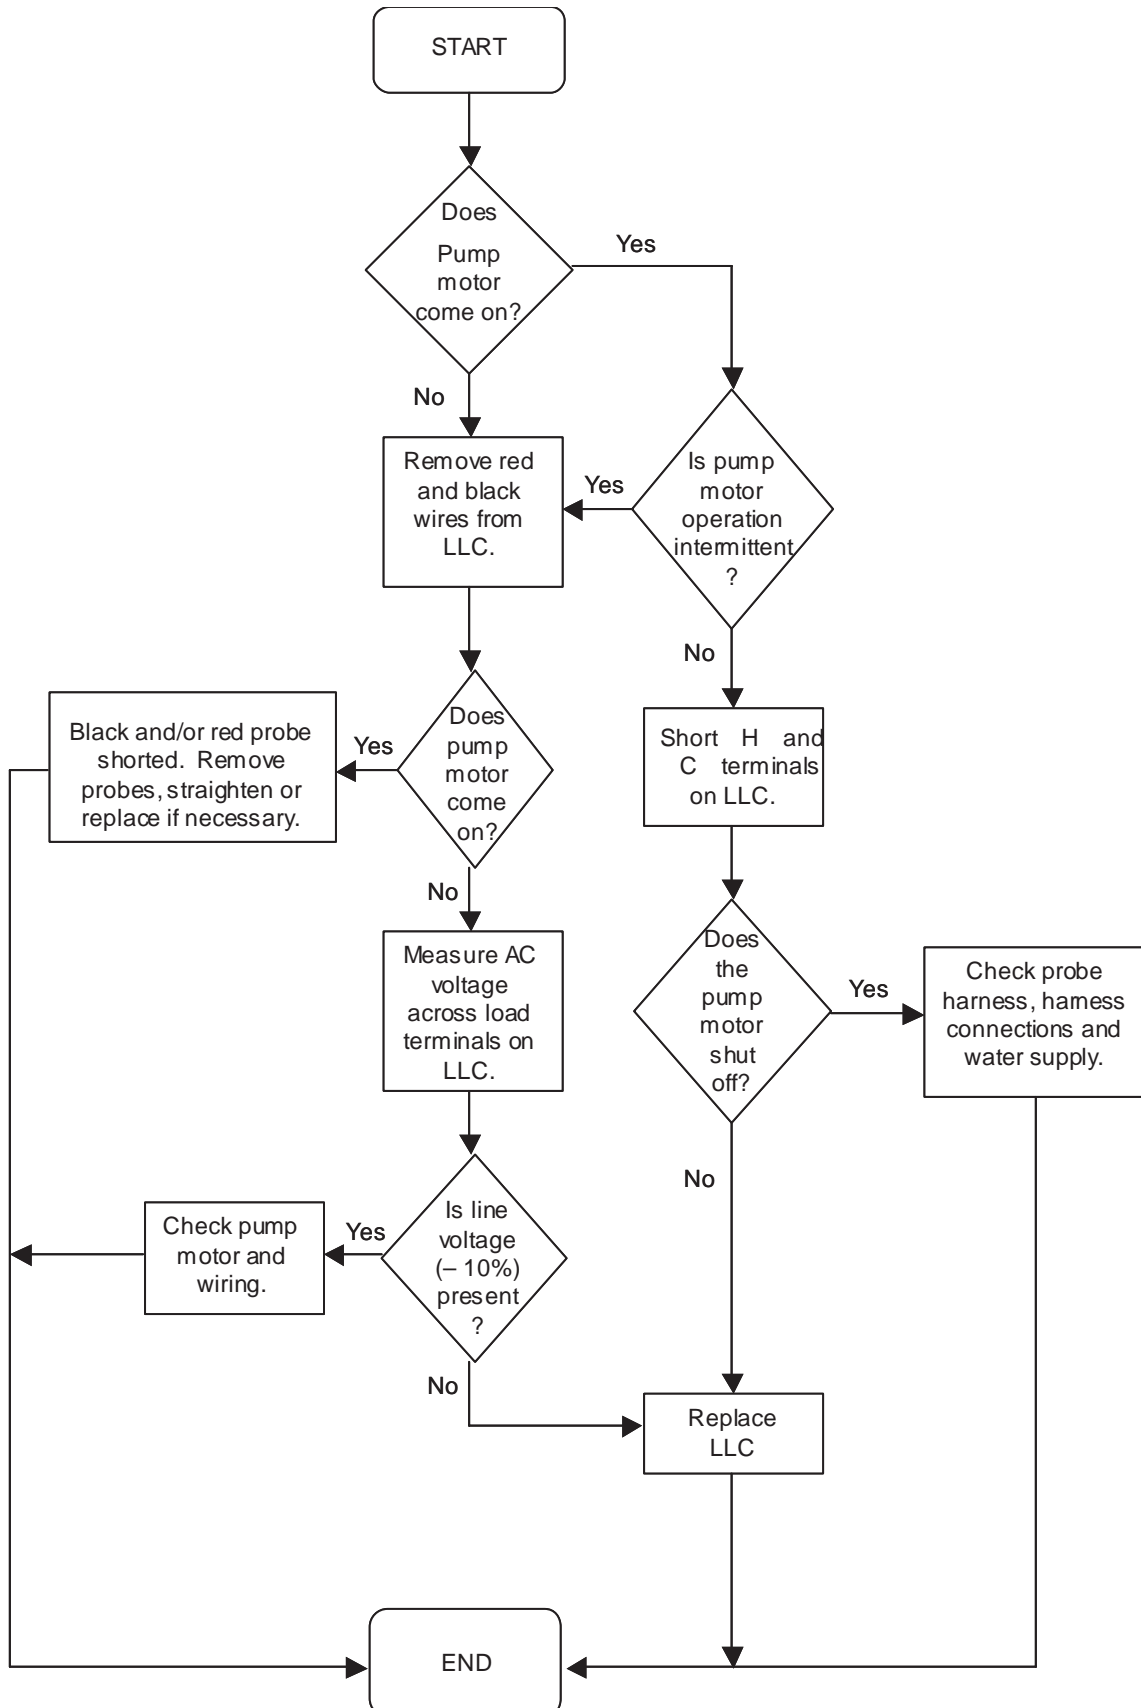 START
Does
Pump
motor
come on?
Yes
No
Remove red
and black
wires from
LLC.
Yes
Is pump
motor
operation
intermittent
?
No
Black and/or red probe
shorted. Remove
probes, straighten or
replace if necessary.
Yes
Does
pump
motor
come
on?
Short H and
C terminals
on LLC.
No
Measure AC
voltage
across load
terminals on
LLC.
Does
the
pump
motor
shut
off?
Yes
Check probe
harness, harness
connections and
water supply.
No
Check pump
motor and
wiring.
Yes
Is line
voltage
(– 10%)
present
?
No
Replace
LLC
END